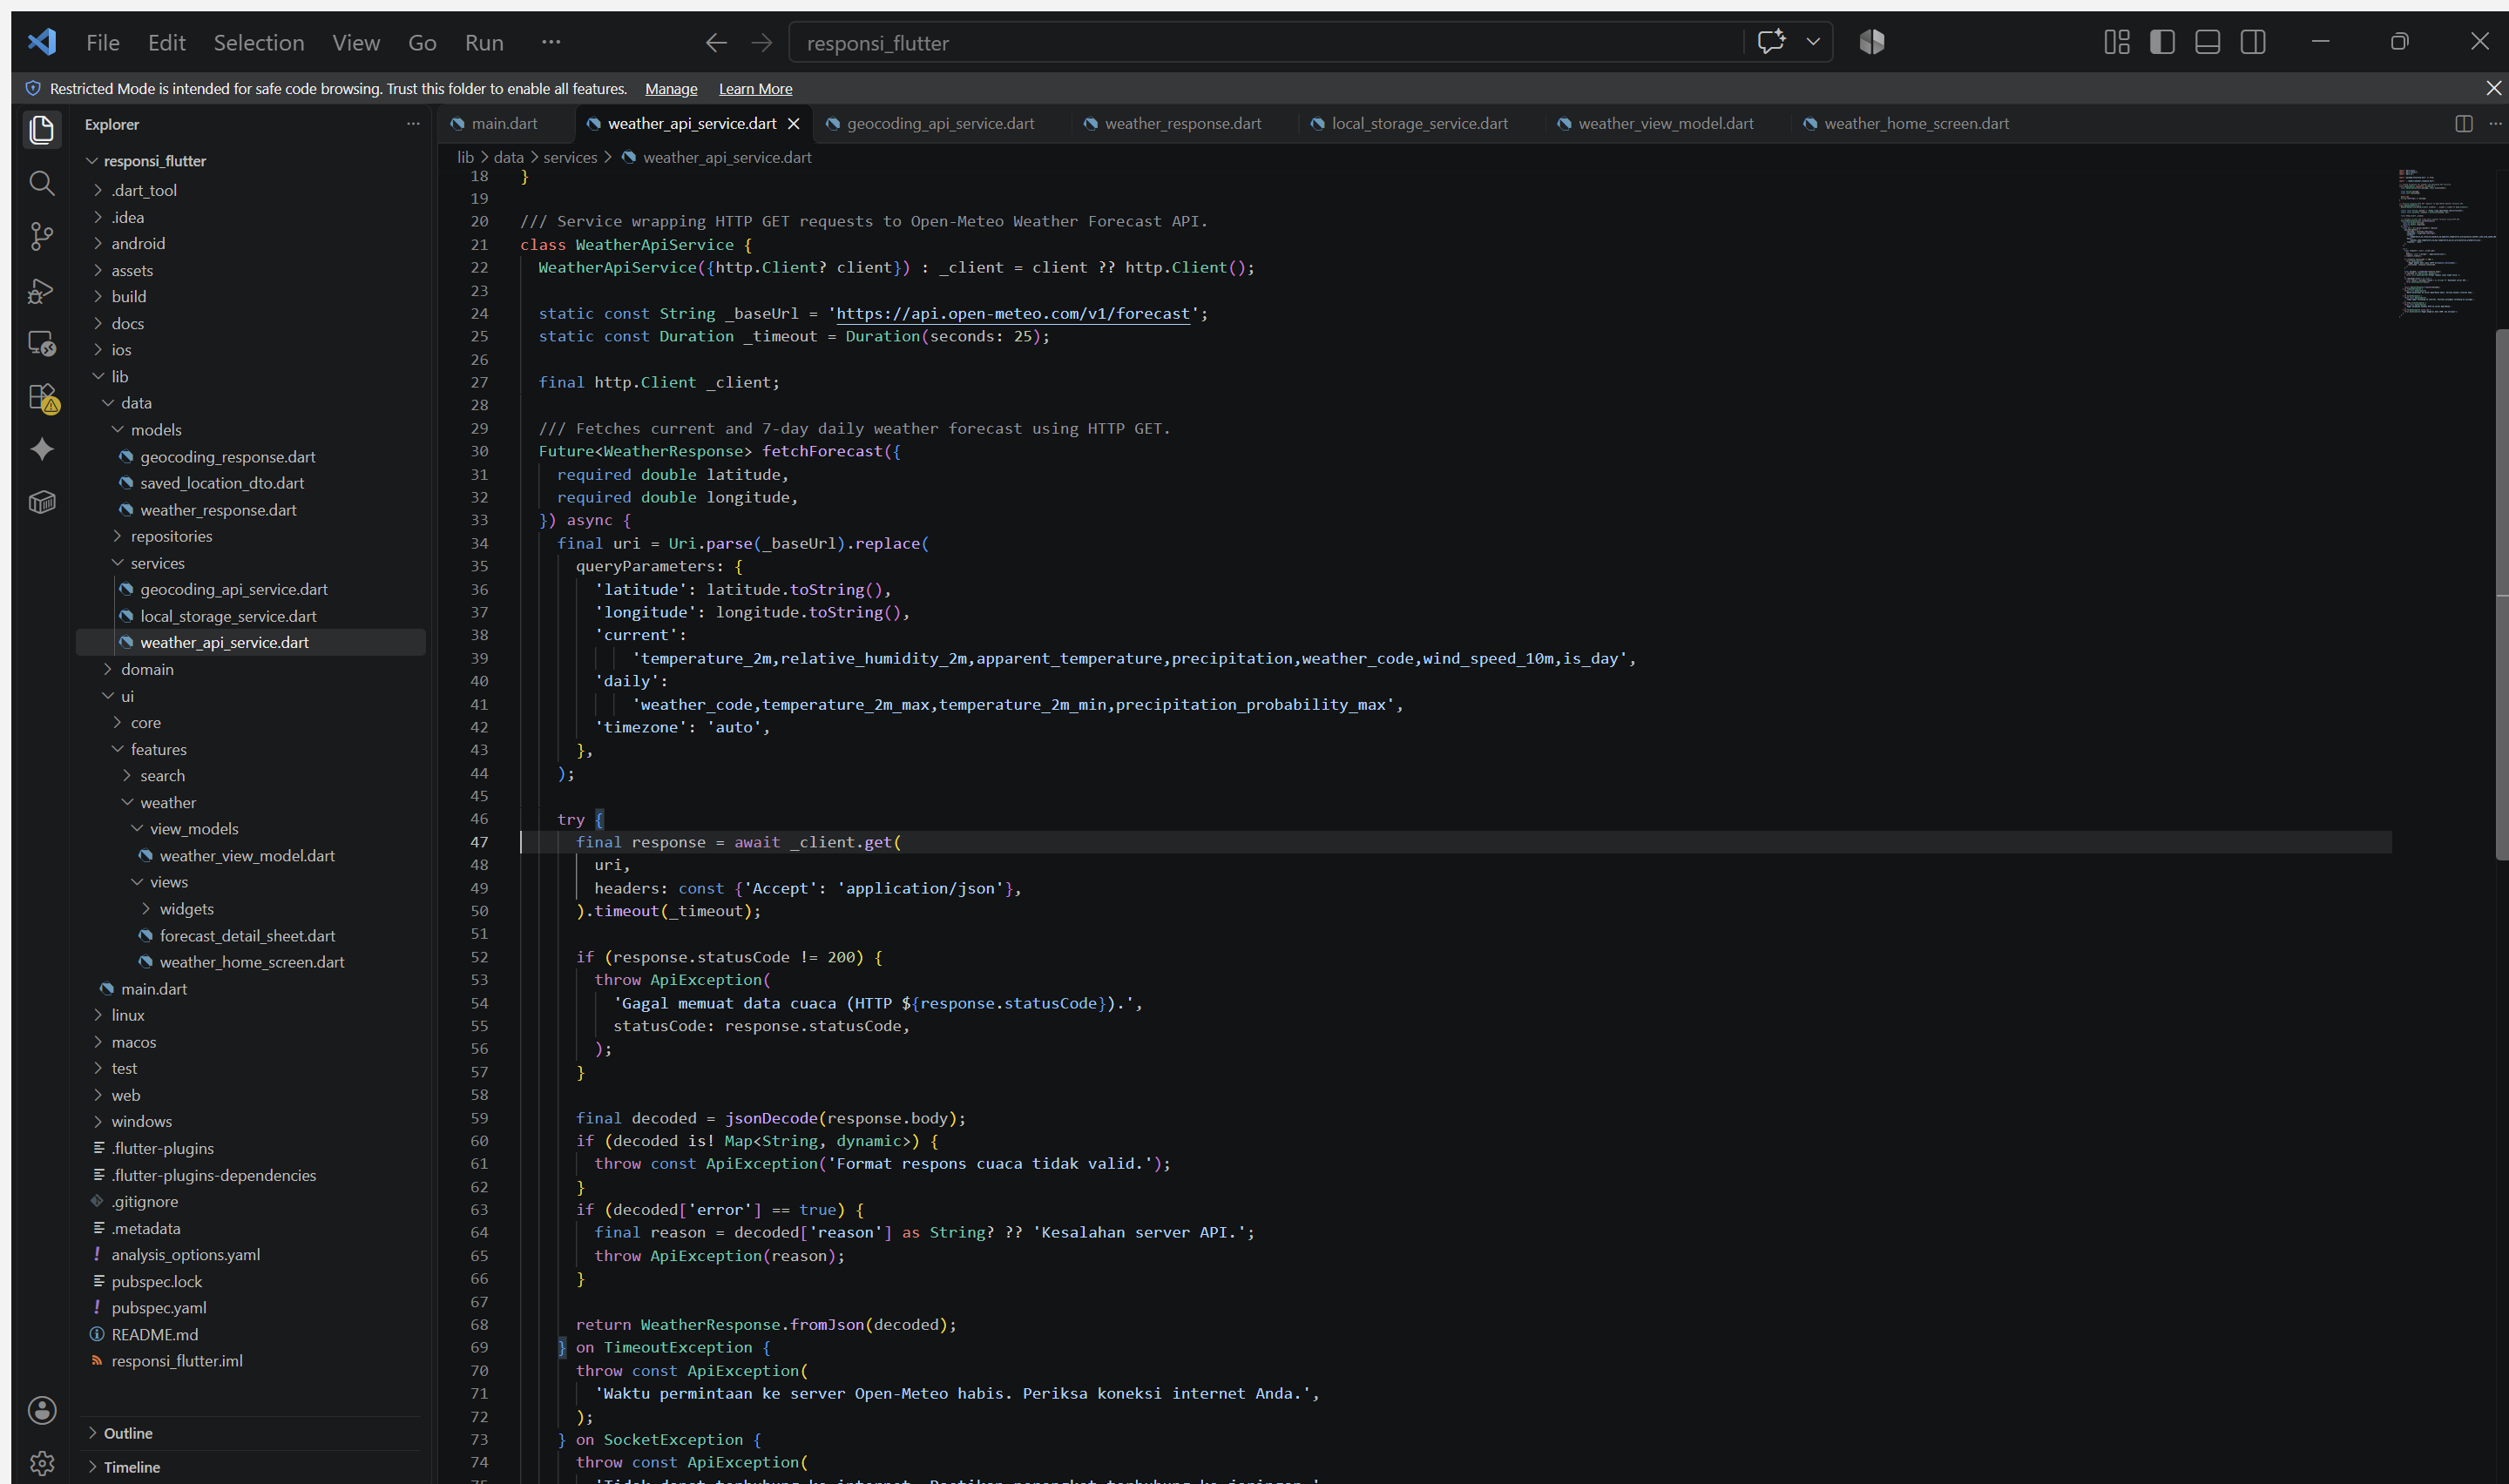 File Edit Selection View Go Run ···
responsi_flutter
Restricted Mode is intended for safe code browsing. Trust this folder to enable all features. Manage Learn More
Explorer
responsi_flutter
.dart_tool
.idea
android
assets
build
docs
ios
lib
data
models
geocoding_response.dart
saved_location_dto.dart
weather_response.dart
repositories
services
geocoding_api_service.dart
local_storage_service.dart
weather_api_service.dart
domain
ui
core
features
search
weather
view_models
weather_view_model.dart
views
widgets
forecast_detail_sheet.dart
weather_home_screen.dart
main.dart
linux
macos
test
web
windows
.flutter-plugins
.flutter-plugins-dependencies
.gitignore
.metadata
analysis_options.yaml
pubspec.lock
pubspec.yaml
README.md
responsi_flutter.iml
Outline
Timeline
main.dart weather_api_service.dart geocoding_api_service.dart weather_response.dart local_storage_service.dart weather_view_model.dart weather_home_screen.dart
lib > data > services > weather_api_service.dart
18 }
19
20 /// Service wrapping HTTP GET requests to Open-Meteo Weather Forecast API.
21 class WeatherApiService {
22 WeatherApiService({http.Client? client}) : _client = client ?? http.Client();
23
24 static const String _baseUrl = 'https://api.open-meteo.com/v1/forecast';
25 static const Duration _timeout = Duration(seconds: 25);
26
27 final http.Client _client;
28
29 /// Fetches current and 7-day daily weather forecast using HTTP GET.
30 Future<WeatherResponse> fetchForecast({
31 required double latitude,
32 required double longitude,
33 }) async {
34 final uri = Uri.parse(_baseUrl).replace(
35 queryParameters: {
36 'latitude': latitude.toString(),
37 'longitude': longitude.toString(),
38 'current':
39 'temperature_2m,relative_humidity_2m,apparent_temperature,precipitation,weather_code,wind_speed_10m,is_day',
40 'daily':
41 'weather_code,temperature_2m_max,temperature_2m_min,precipitation_probability_max',
42 'timezone': 'auto',
43 },
44 );
45
46 try {
47 final response = await _client.get(
48 uri,
49 headers: const {'Accept': 'application/json'},
50 ).timeout(_timeout);
51
52 if (response.statusCode != 200) {
53 throw ApiException(
54 'Gagal memuat data cuaca (HTTP ${response.statusCode}).',
55 statusCode: response.statusCode,
56 );
57 }
58
59 final decoded = jsonDecode(response.body);
60 if (decoded is! Map<String, dynamic>) {
61 throw const ApiException('Format respons cuaca tidak valid.');
62 }
63 if (decoded['error'] == true) {
64 final reason = decoded['reason'] as String? ?? 'Kesalahan server API.';
65 throw ApiException(reason);
66 }
67
68 return WeatherResponse.fromJson(decoded);
69 } on TimeoutException {
70 throw const ApiException(
71 'Waktu permintaan ke server Open-Meteo habis. Periksa koneksi internet Anda.',
72 );
73 } on SocketException {
74 throw const ApiException(